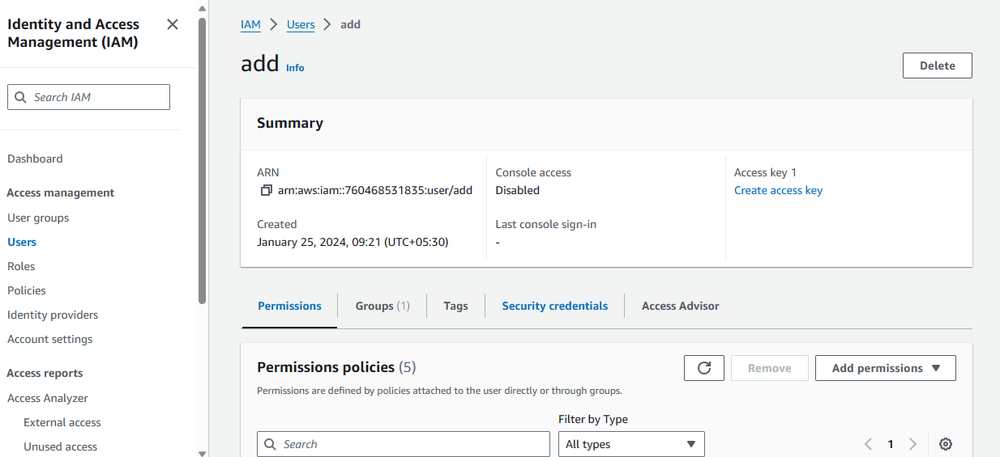 Identity and Access
Management (IAM)
Search IAM
Dashboard
Access management
User groups
Users
Roles
Policies
Identity providers
Account settings
Access reports
Access Analyzer
External access
Unused access
IAM > Users > add
add Info
Delete
Summary
ARN
arn:aws:iam::760468531835:user/add
Created
January 25, 2024, 09:21 (UTC+05:30)
Console access
Disabled
Last console sign-in
-
Access key 1
Create access key
Permissions Groups (1) Tags Security credentials Access Advisor
Permissions policies (5)
Remove Add permissions
Permissions are defined by policies attached to the user directly or through groups.
Filter by Type
Search All types 1